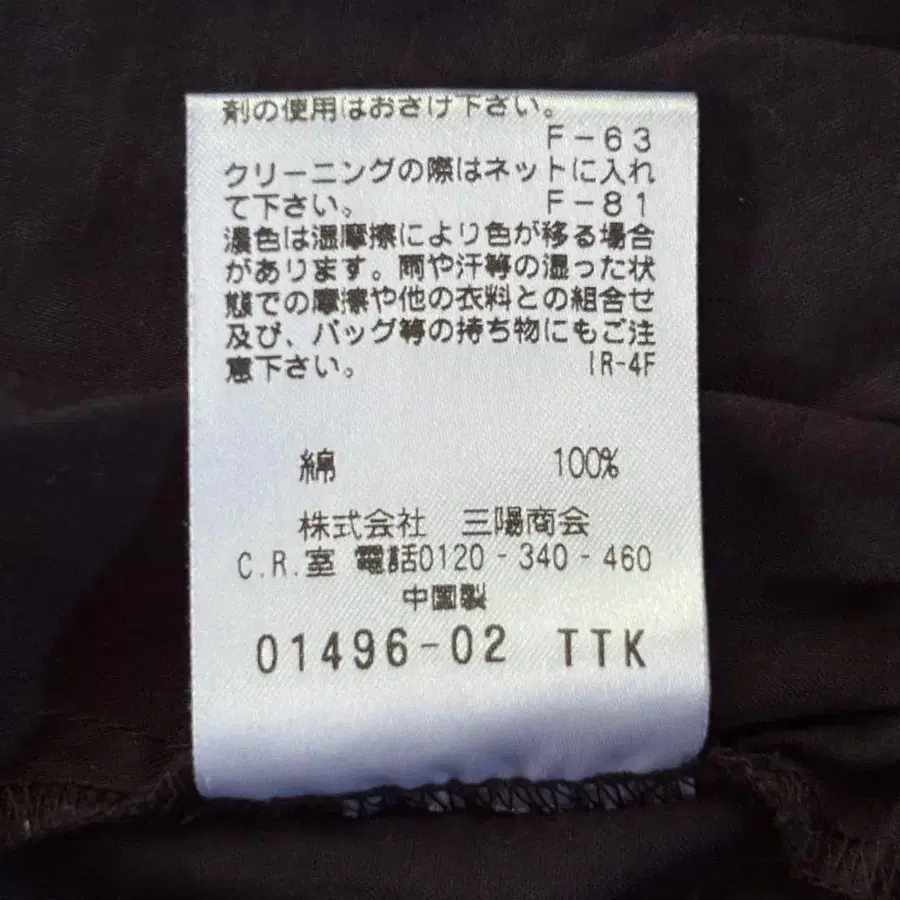 剤の使用はおさけ下さい。
F-63
クリーニングの際はネットに入れ
て下さい。 F-81
濃色は湿摩擦により色が移る場合
があります。雨や汗等の湿った状
態での摩擦や他の衣料との組合せ
及び、バッグ等の持ち物にもご注
意下さい。 IR-4F
綿 100%
株式会社 三陽商会
C.R.室 電話0120-340-460
中国製
01496-02 TTK